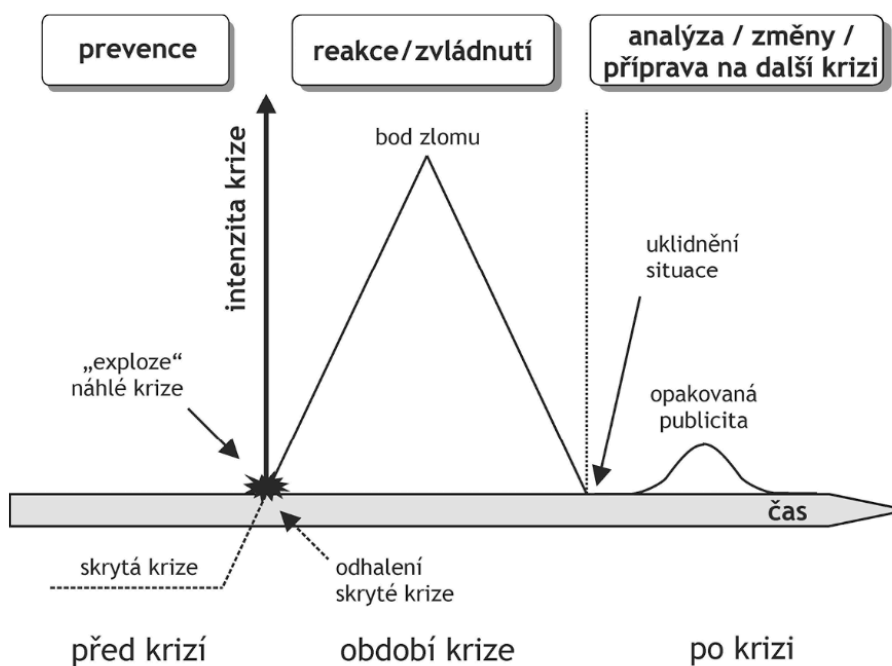 prevence
reakce/zvládnutí
analýza / změny /
příprava na další krizi
intenzita krize
bod zlomu
uklidnění
situace
„exploze“
náhlé krize
opakovaná
publicita
čas
skrytá krize
odhalení
skryté krize
před krizí
období krize
po krizi